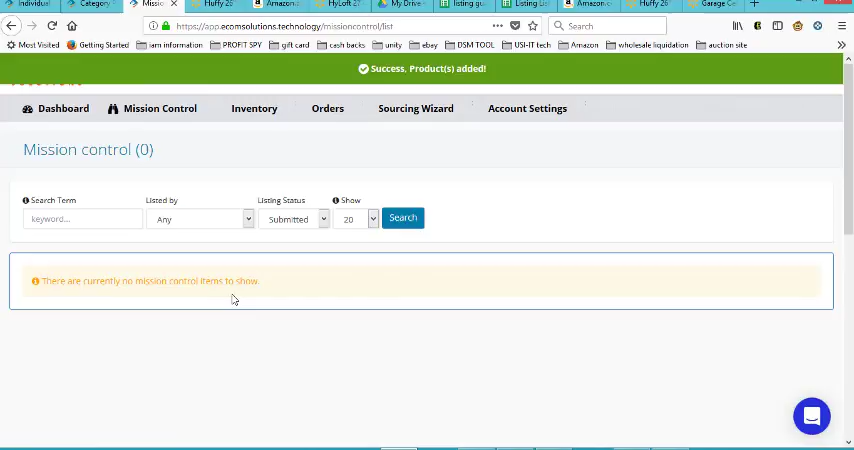 Individual
Category
Missio
Huffy 26
Amazon.c
HyLoft 27
My Drive -
listing gu
Listing List
Amazon.c
Huffy 26
Garage Ce
https://app.ecomsolutions.technology/missioncontrol/list
Search
Most Visited
Getting Started
iam information
PROFIT SPY
gift card
cash backs
unity
ebay
DSM TOOL
USI-IT tech
Amazon
wholesale liquidation
auction site
Success, Product(s) added!
Dashboard
Mission Control
Inventory
Orders
Sourcing Wizard
Account Settings
Mission control (0)
Search Term
Listed by
Listing Status
Show
keyword...
Any
Submitted
20
Search
There are currently no mission control items to show.